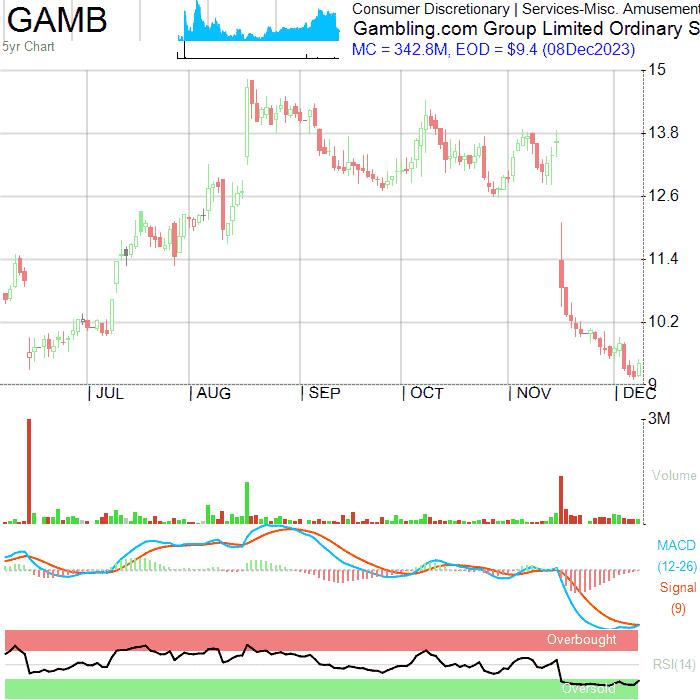 GAMB
5yr Chart
Consumer Discretionary | Services-Misc. Amusement
Gambling.com Group Limited Ordinary S
MC = 342.8M, EOD = $9.4 (08Dec2023)
15
13.8
12.6
11.4
10.2
9
JUL AUG SEP OCT NOV DEC
3M
Volume
MACD
(12-26)
Signal
(9)
Overbought
RSI(14)
Oversold